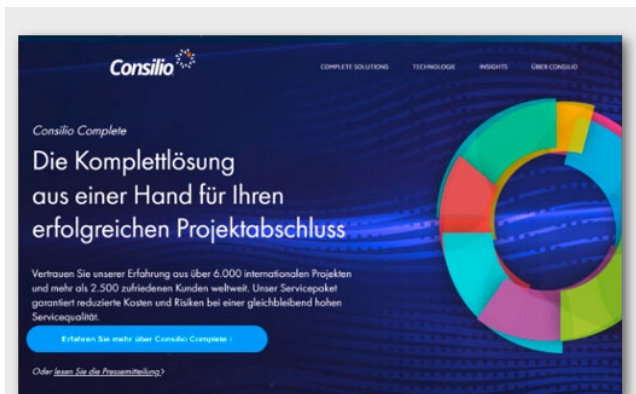 Consilio
COMPLETE SOLUTIONS TECHNOLOGIE INSIGHTS ÜBER CONSILIO
Consilio Complete
Die Komplettlösung
aus einer Hand für Ihren
erfolgreichen Projektabschluss
Vertrauen Sie unserer Erfahrung aus über 6.000 internationalen Projekten
und mehr als 2.500 zufriedenen Kunden weltweit. Unser Servicepaket
garantiert reduzierte Kosten und Risiken bei einer gleichbleibend hohen
Servicequalität.
Erfahren Sie mehr über Consilio Complete ›
Oder lesen Sie die Pressemitteilung >